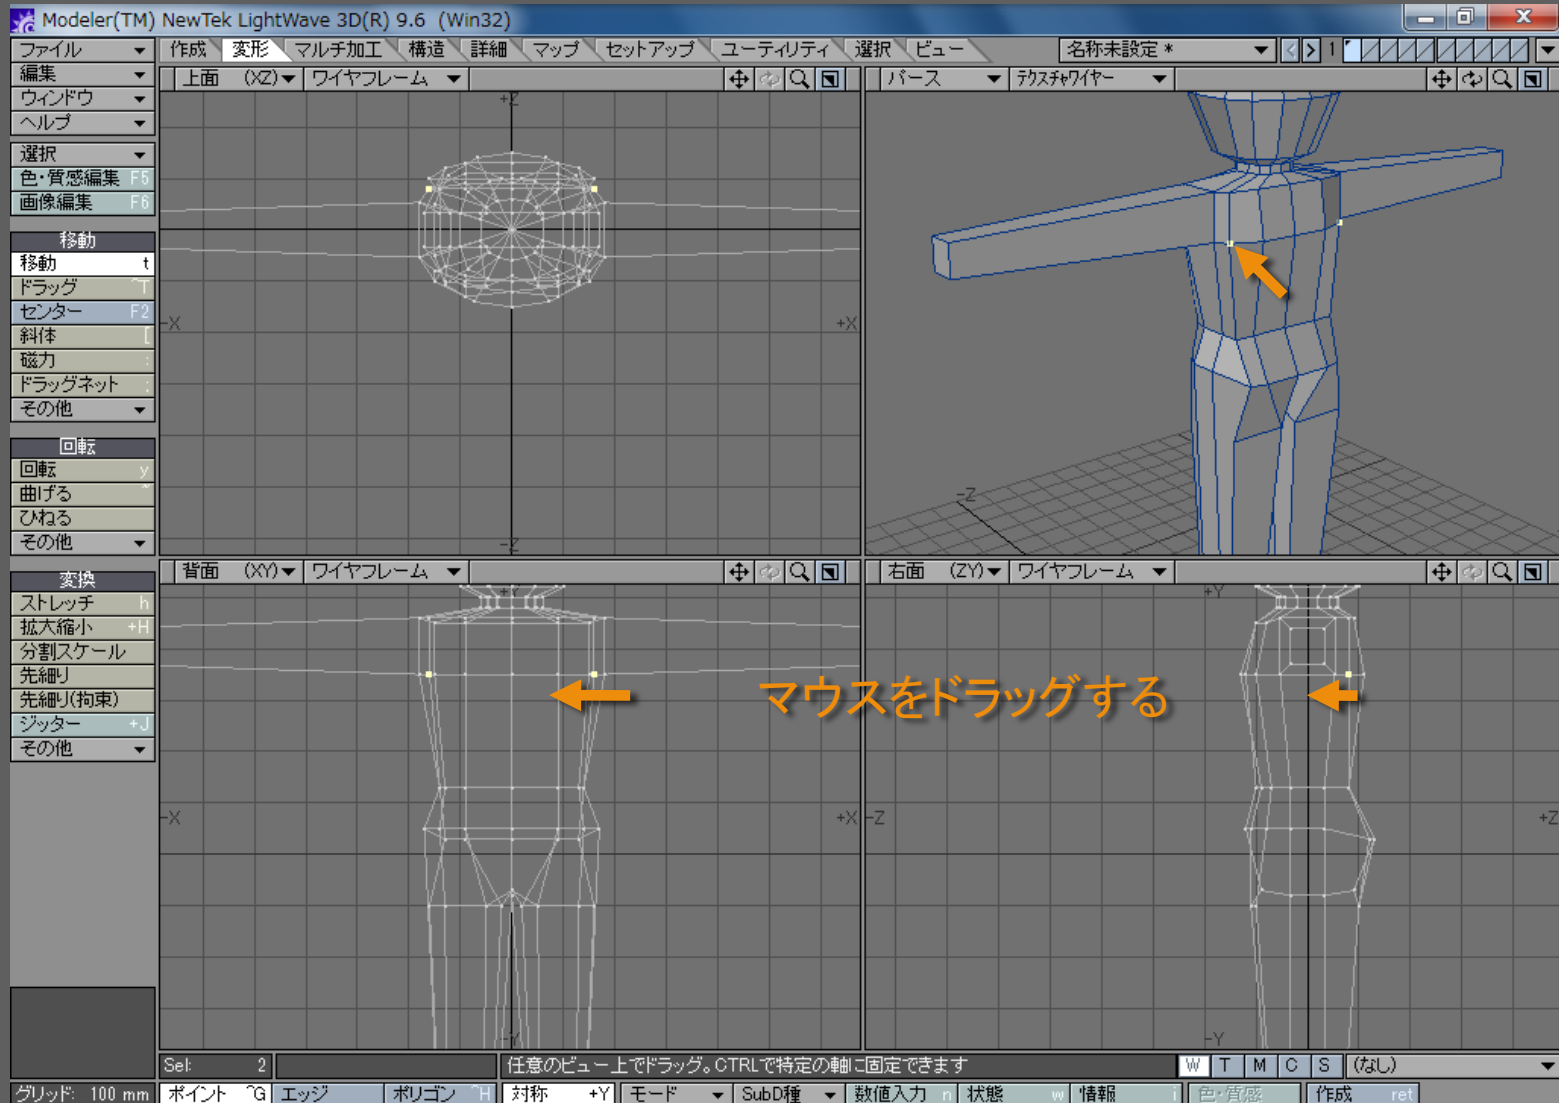 Modeler(TM) NewTek LightWave 3D(R) 9.6 (Win32)
ファイル 作成 変形 マルチ加工 構造 詳細 マップ セットアップ ユーティリティ 選択 ビュー 名称未設定 * < > 1
編集
ウィンドウ
ヘルプ
選択
色・質感編集 F5
画像編集 F6
移動
移動 t
ドラッグ ^T
センター F2
斜体 [
磁力 :
ドラッグネット ;
その他
回転
回転 y
曲げる ~
ひねる
その他
変換
ストレッチ h
拡大縮小 +H
分割スケール
先細り
先細り(拘束)
ジッター +J
その他
上面 (XZ) ワイヤフレーム
+Z
-X
+X
-Z
パース テクスチャワイヤー
-Z
背面 (XY) ワイヤフレーム
+Y
-X
+X
-Y
右面 (ZY) ワイヤフレーム
+Y
-Z
+Z
-Y
マウスをドラッグする
Sel: 2 任意のビュー上でドラッグ。CTRLで特定の軸に固定できます W T M C S (なし)
グリッド: 100 mm ポイント ^G エッジ ポリゴン ^H 対称 +Y モード SubD種 数値入力 n 状態 w 情報 i 色・質感 作成 ret